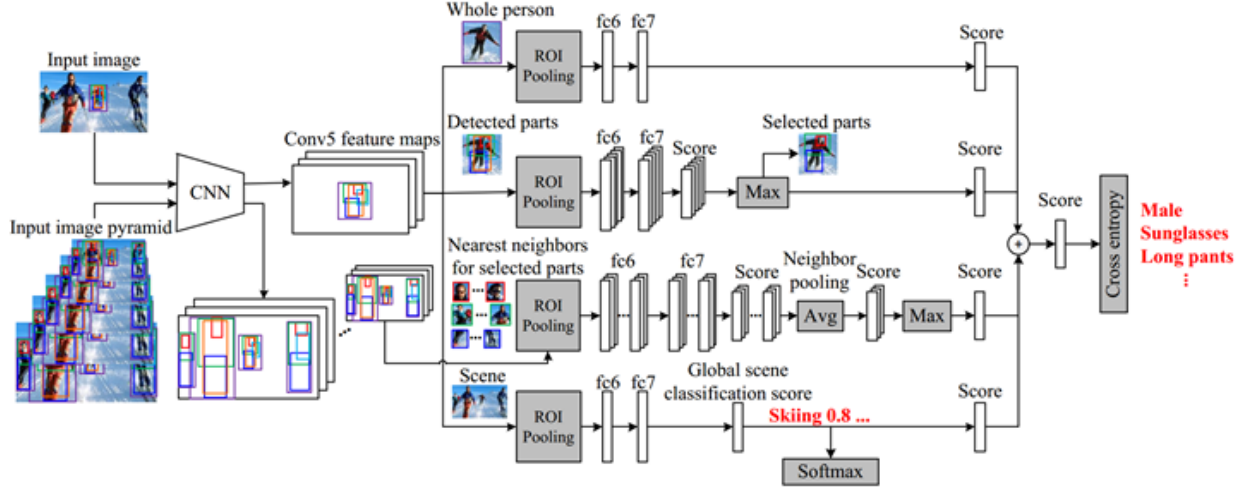 Input image
Input image pyramid
CNN
Conv5 feature maps
Whole person
ROI
Pooling
fc6
fc7
Score
Detected parts
ROI
Pooling
fc6
fc7
Score
Max
Selected parts
Score
Nearest neighbors
for selected parts
ROI
Pooling
fc6
fc7
Score
Neighbor
pooling
Avg
Score
Max
Score
Scene
ROI
Pooling
fc6
fc7
Global scene
classification score
Skiing 0.8 ...
Softmax
Score
+
Score
Cross entropy
Male
Sunglasses
Long pants
...